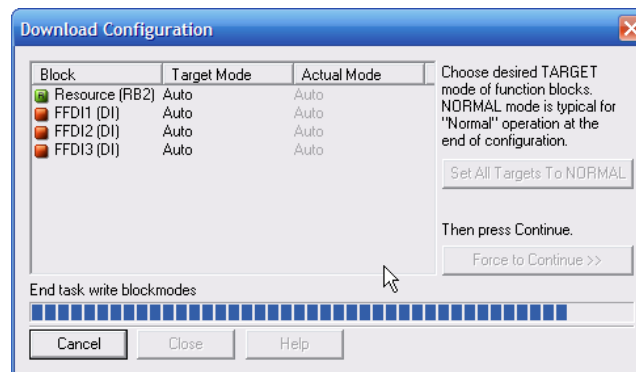 Download Configuration
Block Target Mode Actual Mode
Resource (RB2) Auto Auto
FFDI1 (DI) Auto Auto
FFDI2 (DI) Auto Auto
FFDI3 (DI) Auto Auto
Choose desired TARGET
mode of function blocks.
NORMAL mode is typical for
"Normal" operation at the
end of configuration.
Set All Targets To NORMAL
Then press Continue.
Force to Continue >>
End task write blockmodes
Cancel Close Help